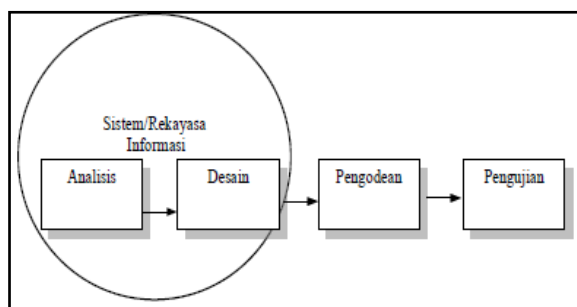 Sistem/Rekayasa
Informasi
Analisis
Desain
Pengodean
Pengujian